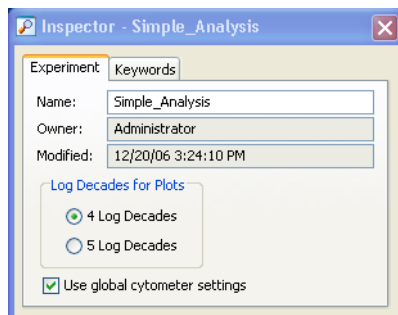 Inspector - Simple_Analysis
Experiment Keywords
Name: Simple_Analysis
Owner: Administrator
Modified: 12/20/06 3:24:10 PM
Log Decades for Plots
4 Log Decades
5 Log Decades
Use global cytometer settings